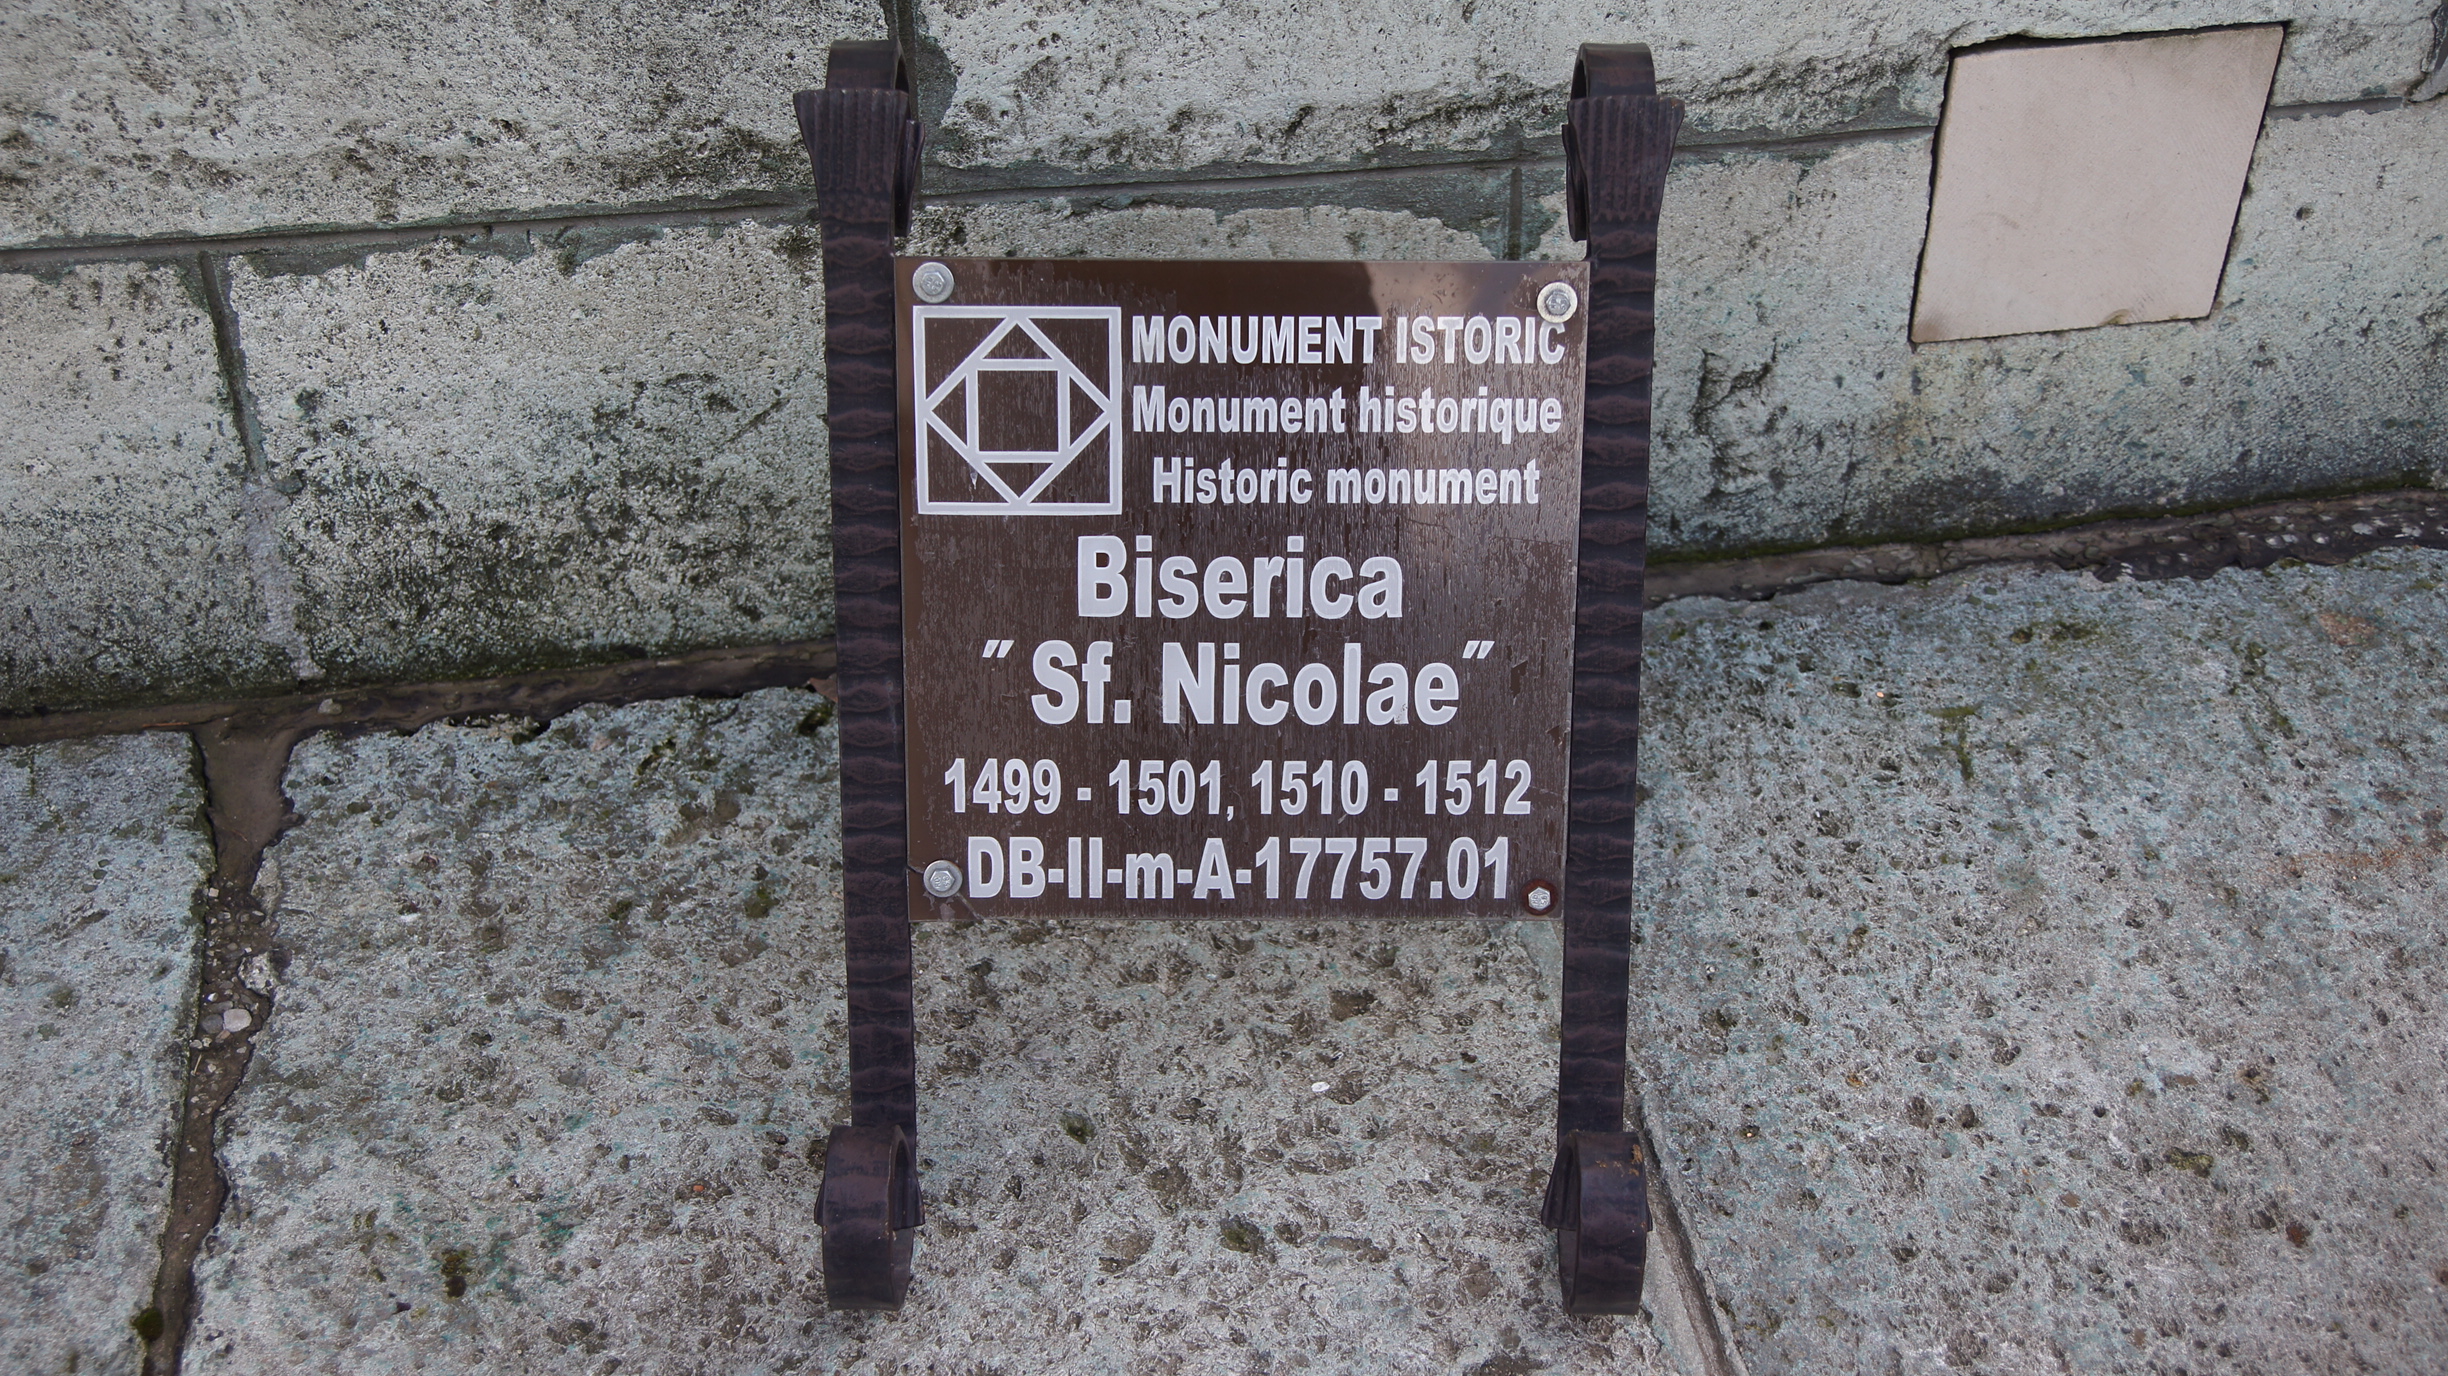 MONUMENT ISTORIC
Monument historique
Historic monument
Biserica
"Sf. Nicolae"
1499 - 1501, 1510 - 1512
DB-II-m-A-17757.01